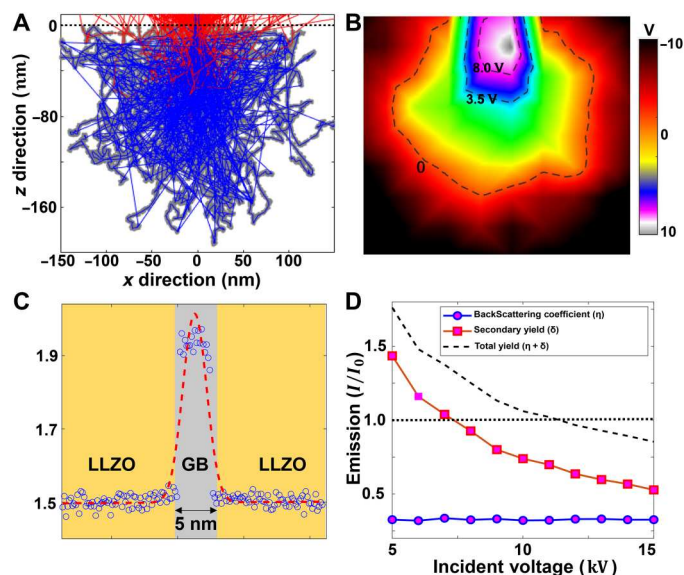 A
0
−80
−160
z direction (nm)
−150
−100
−50
0
50
100
x direction (nm)
B
8.0 V
3.5 V
0
V
−10
0
10
C
1.9
1.7
1.5
LLZO
GB
LLZO
5 nm
D
BackScattering coefficient (η)
Secondary yield (δ)
Total yield (η + δ)
1.5
1.0
0.5
Emission (I/I0)
5
10
15
Incident voltage (kV)